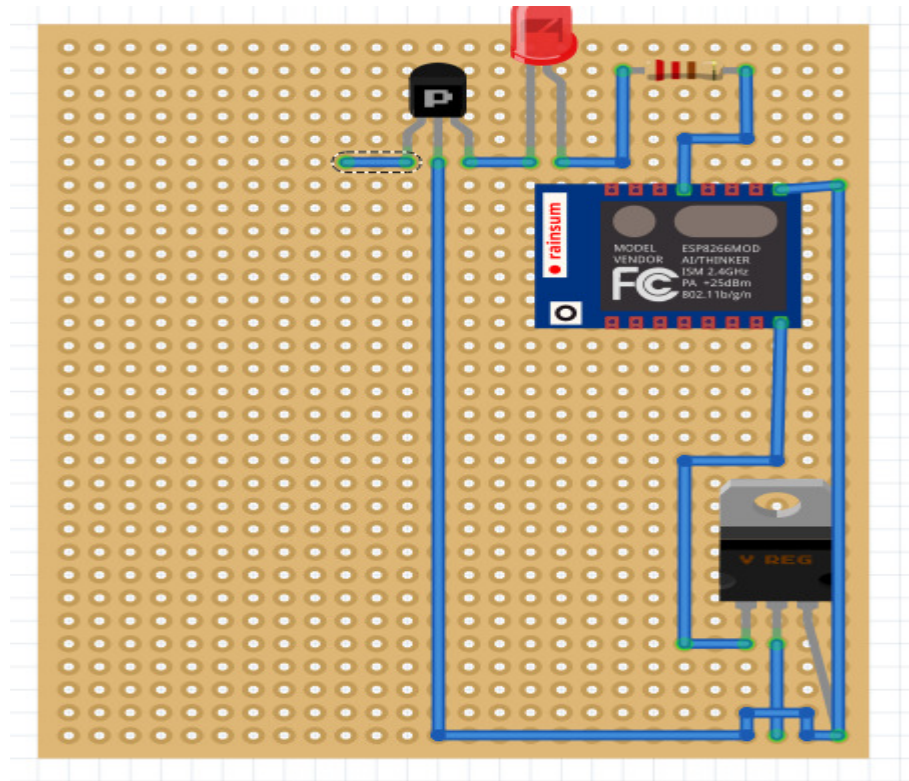 P
rainsum
MODEL
VENDOR
FC
ESP8266MOD
AI/THINKER
ISM 2.4GHz
PA +25dBm
802.11b/g/n
V REG